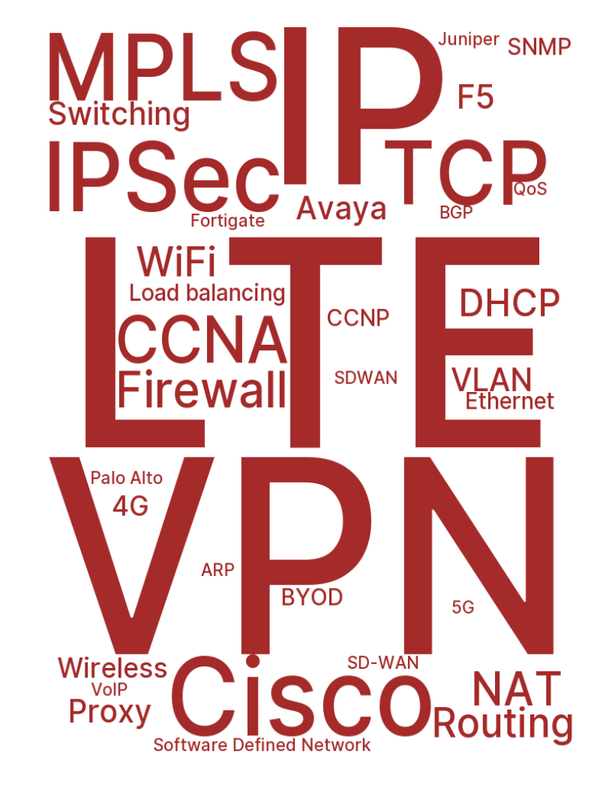 MPLS
IP
Juniper
SNMP
F5
Switching
IPSec
TCP
QoS
Fortigate
Avaya
BGP
LTE
WiFi
Load balancing
DHCP
CCNA
CCNP
Firewall
SDWAN
VLAN
Ethernet
VPN
Palo Alto
4G
ARP
BYOD
5G
Wireless
Cisco
SD-WAN
VoIP
NAT
Proxy
Routing
Software Defined Network